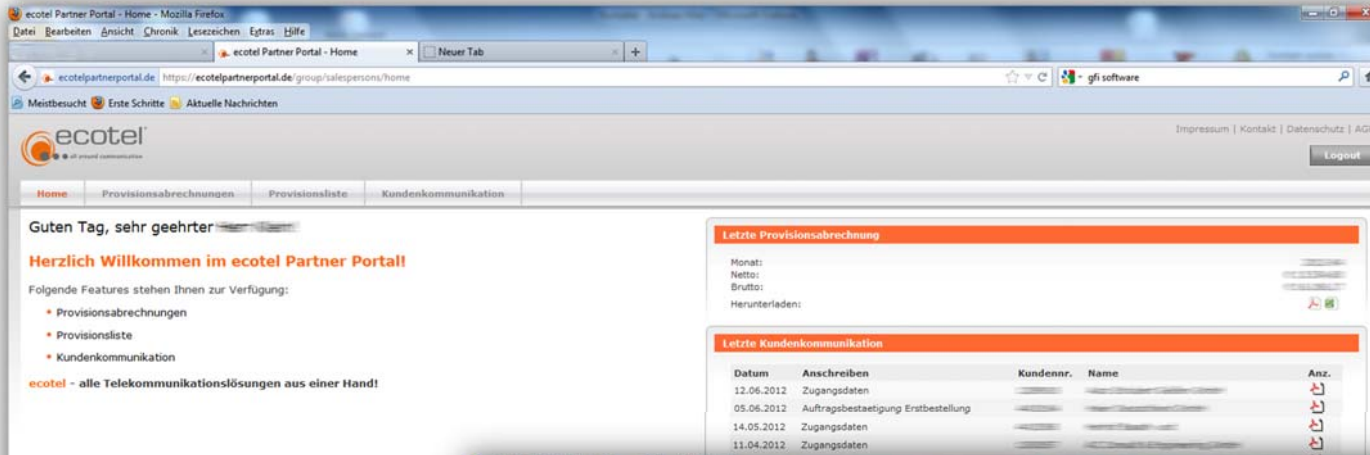 ecotel Partner Portal - Home - Mozilla Firefox
Datei Bearbeiten Ansicht Chronik Lesezeichen Extras Hilfe
ecotel Partner Portal - Home
Neuer Tab
ecotelpartnerportal.de https://ecotelpartnerportal.de/group/salespersons/home
gfi software
Meistbesucht Erste Schritte Aktuelle Nachrichten
ecotel
all around communication
Impressum | Kontakt | Datenschutz |
Logout
Home Provisionsabrechnungen Provisionsliste Kundenkommunikation
Guten Tag, sehr geehrter
Herzlich Willkommen im ecotel Partner Portal!
Folgende Features stehen Ihnen zur Verfügung:
• Provisionsabrechnungen
• Provisionsliste
• Kundenkommunikation
ecotel - alle Telekommunikationslösungen aus einer Hand!
Letzte Provisionsabrechnung
Monat:
Netto:
Brutto:
Herunterladen:
Letzte Kundenkommunikation
Datum Anschreiben Kundennr. Name Anz.
12.06.2012 Zugangsdaten
05.06.2012 Auftragsbestaetigung Erstbestellung
14.05.2012 Zugangsdaten
11.04.2012 Zugangsdaten